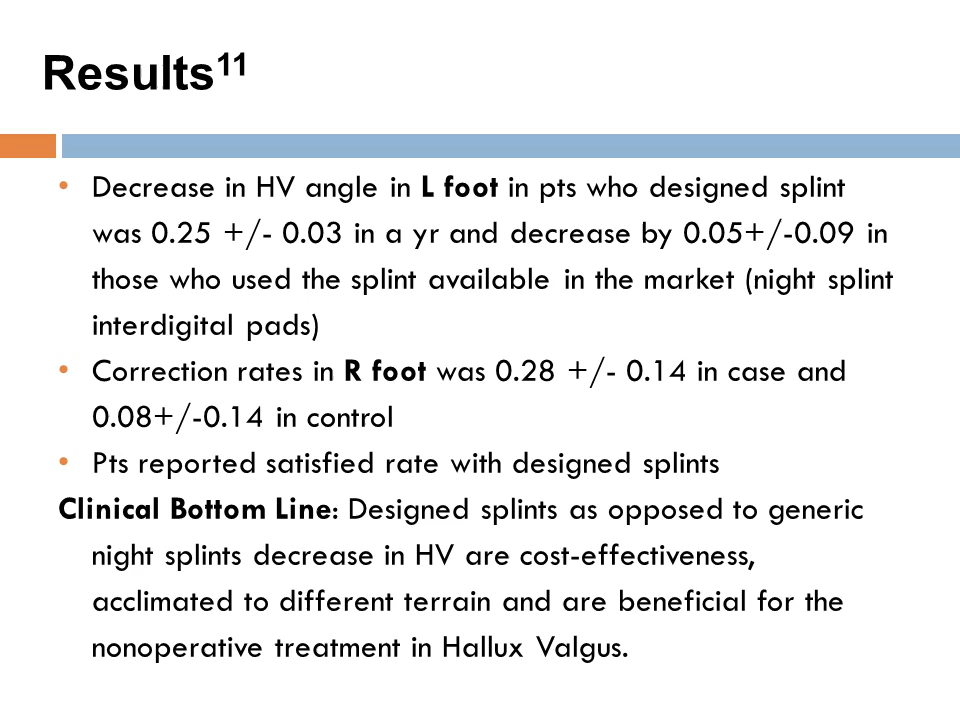 Results¹¹
• Decrease in HV angle in L foot in pts who designed splint
was 0.25 +/- 0.03 in a yr and decrease by 0.05+/-0.09 in
those who used the splint available in the market (night splint
interdigital pads)
• Correction rates in R foot was 0.28 +/- 0.14 in case and
0.08+/-0.14 in control
• Pts reported satisfied rate with designed splints
Clinical Bottom Line: Designed splints as opposed to generic
night splints decrease in HV are cost-effectiveness,
acclimated to different terrain and are beneficial for the
nonoperative treatment in Hallux Valgus.